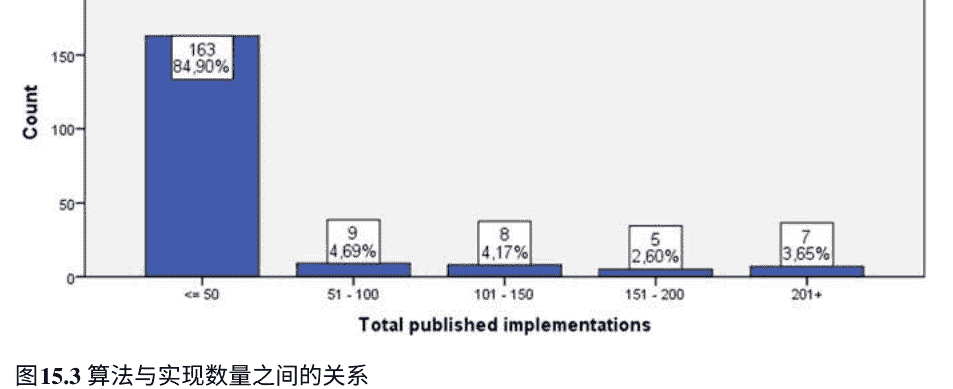 150
163
84,90%
Count
100
50
9
4,69%
8
4,17%
5
2,60%
7
3,65%
0
<= 50
51 - 100
101 - 150
151 - 200
201+
Total published implementations
图15.3 算法与实现数量之间的关系